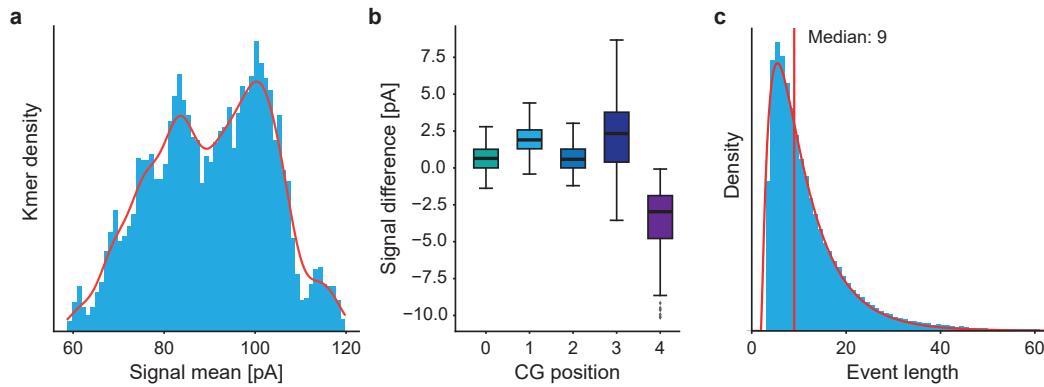 a
Kmer density
60
80
100
120
Signal mean [pA]
b
Signal difference [pA]
7.5
5.0
2.5
0.0
−2.5
−5.0
−7.5
−10.0
0
1
2
3
4
CG position
c
Median: 9
Density
0
20
40
60
Event length